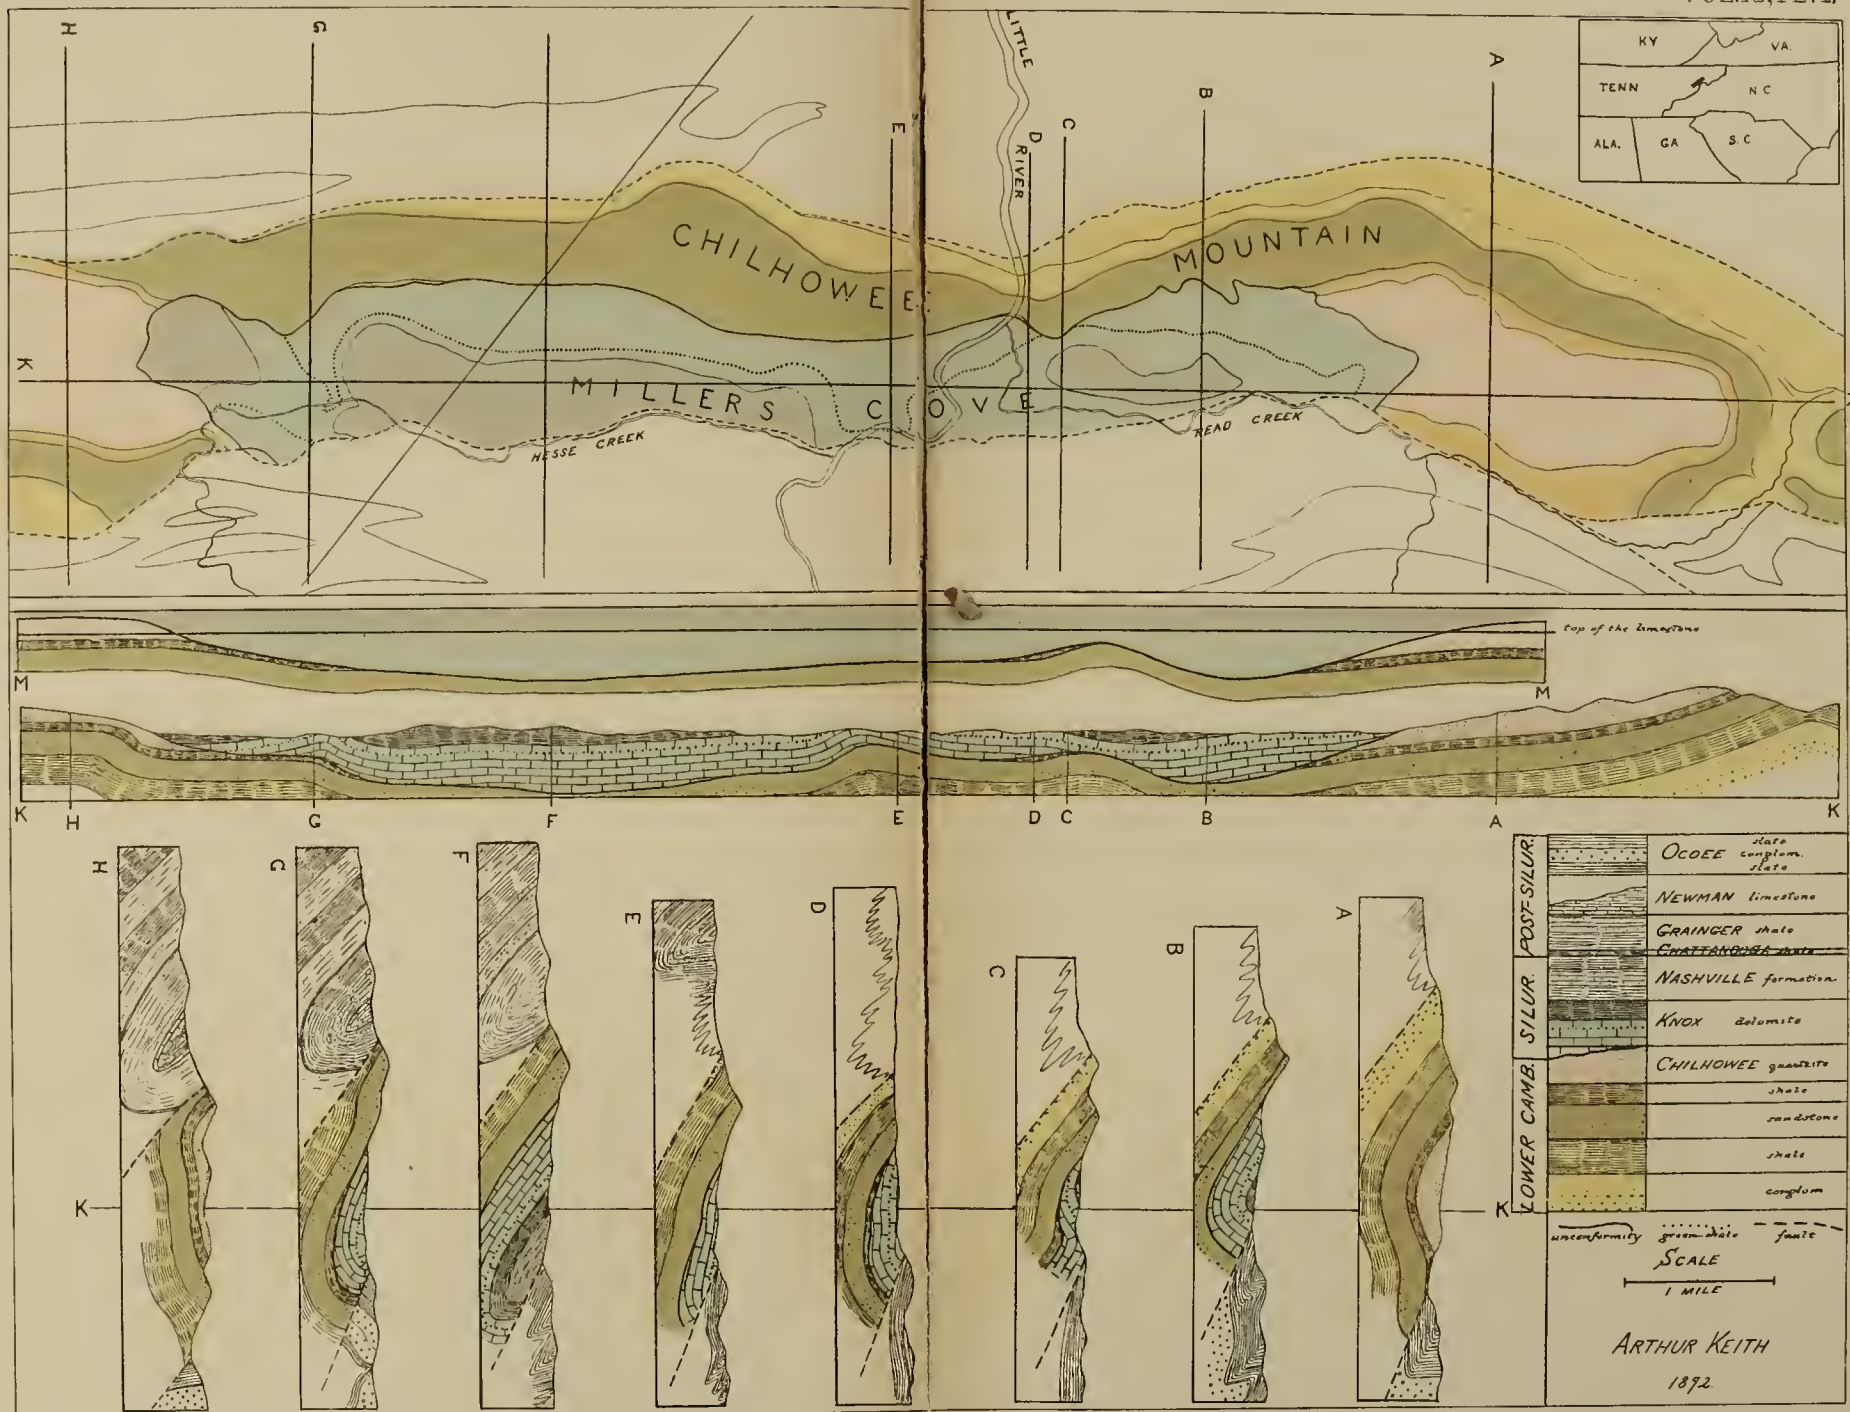 H
G
E
LITTLE
RIVER
D
C
B
A
KY
VA.
TENN
N C
ALA.
GA
S. C
CHILHOWEE
MOUNTAIN
K
MILLERS COVE
HESSE CREEK
READ CREEK
top of the limestone
M
M
K
H
G
F
E
D
C
B
A
K
H
G
F
E
D
C
B
A
K
K
POST-SILUR.
SILUR.
LOWER CAMB.
OCOEE
slate
conglom.
slate
NEWMAN limestone
GRAINGER shale
CHATTANOOGA shale
NASHVILLE formation
KNOX dolomite
CHILHOWEE quartzite
shale
sandstone
shale
conglom
unconformity green shale fault
SCALE
1 MILE
ARTHUR KEITH
1892.